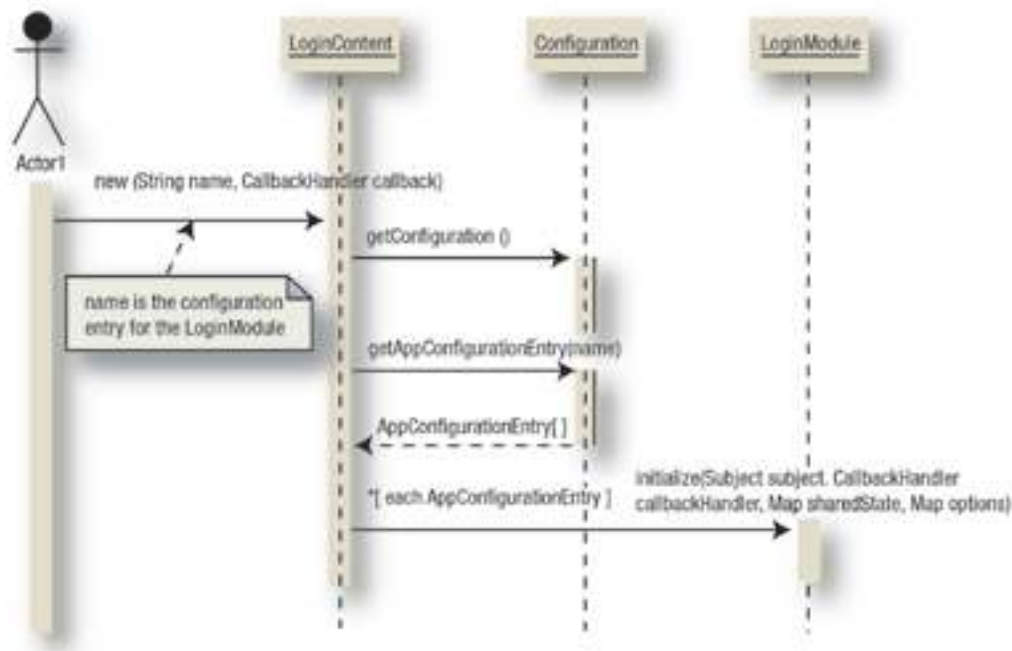 LoginContent
Configuration
LoginModule
Actor1
new (String name, CallbackHandler callback)
getConfiguration ()
name is the configuration
entry for the LoginModule
getAppConfigurationEntry(name)
AppConfigurationEntry[ ]
*[ each AppConfigurationEntry ]
initialize(Subject subject. CallbackHandler
callbackHandler, Map sharedState, Map options)